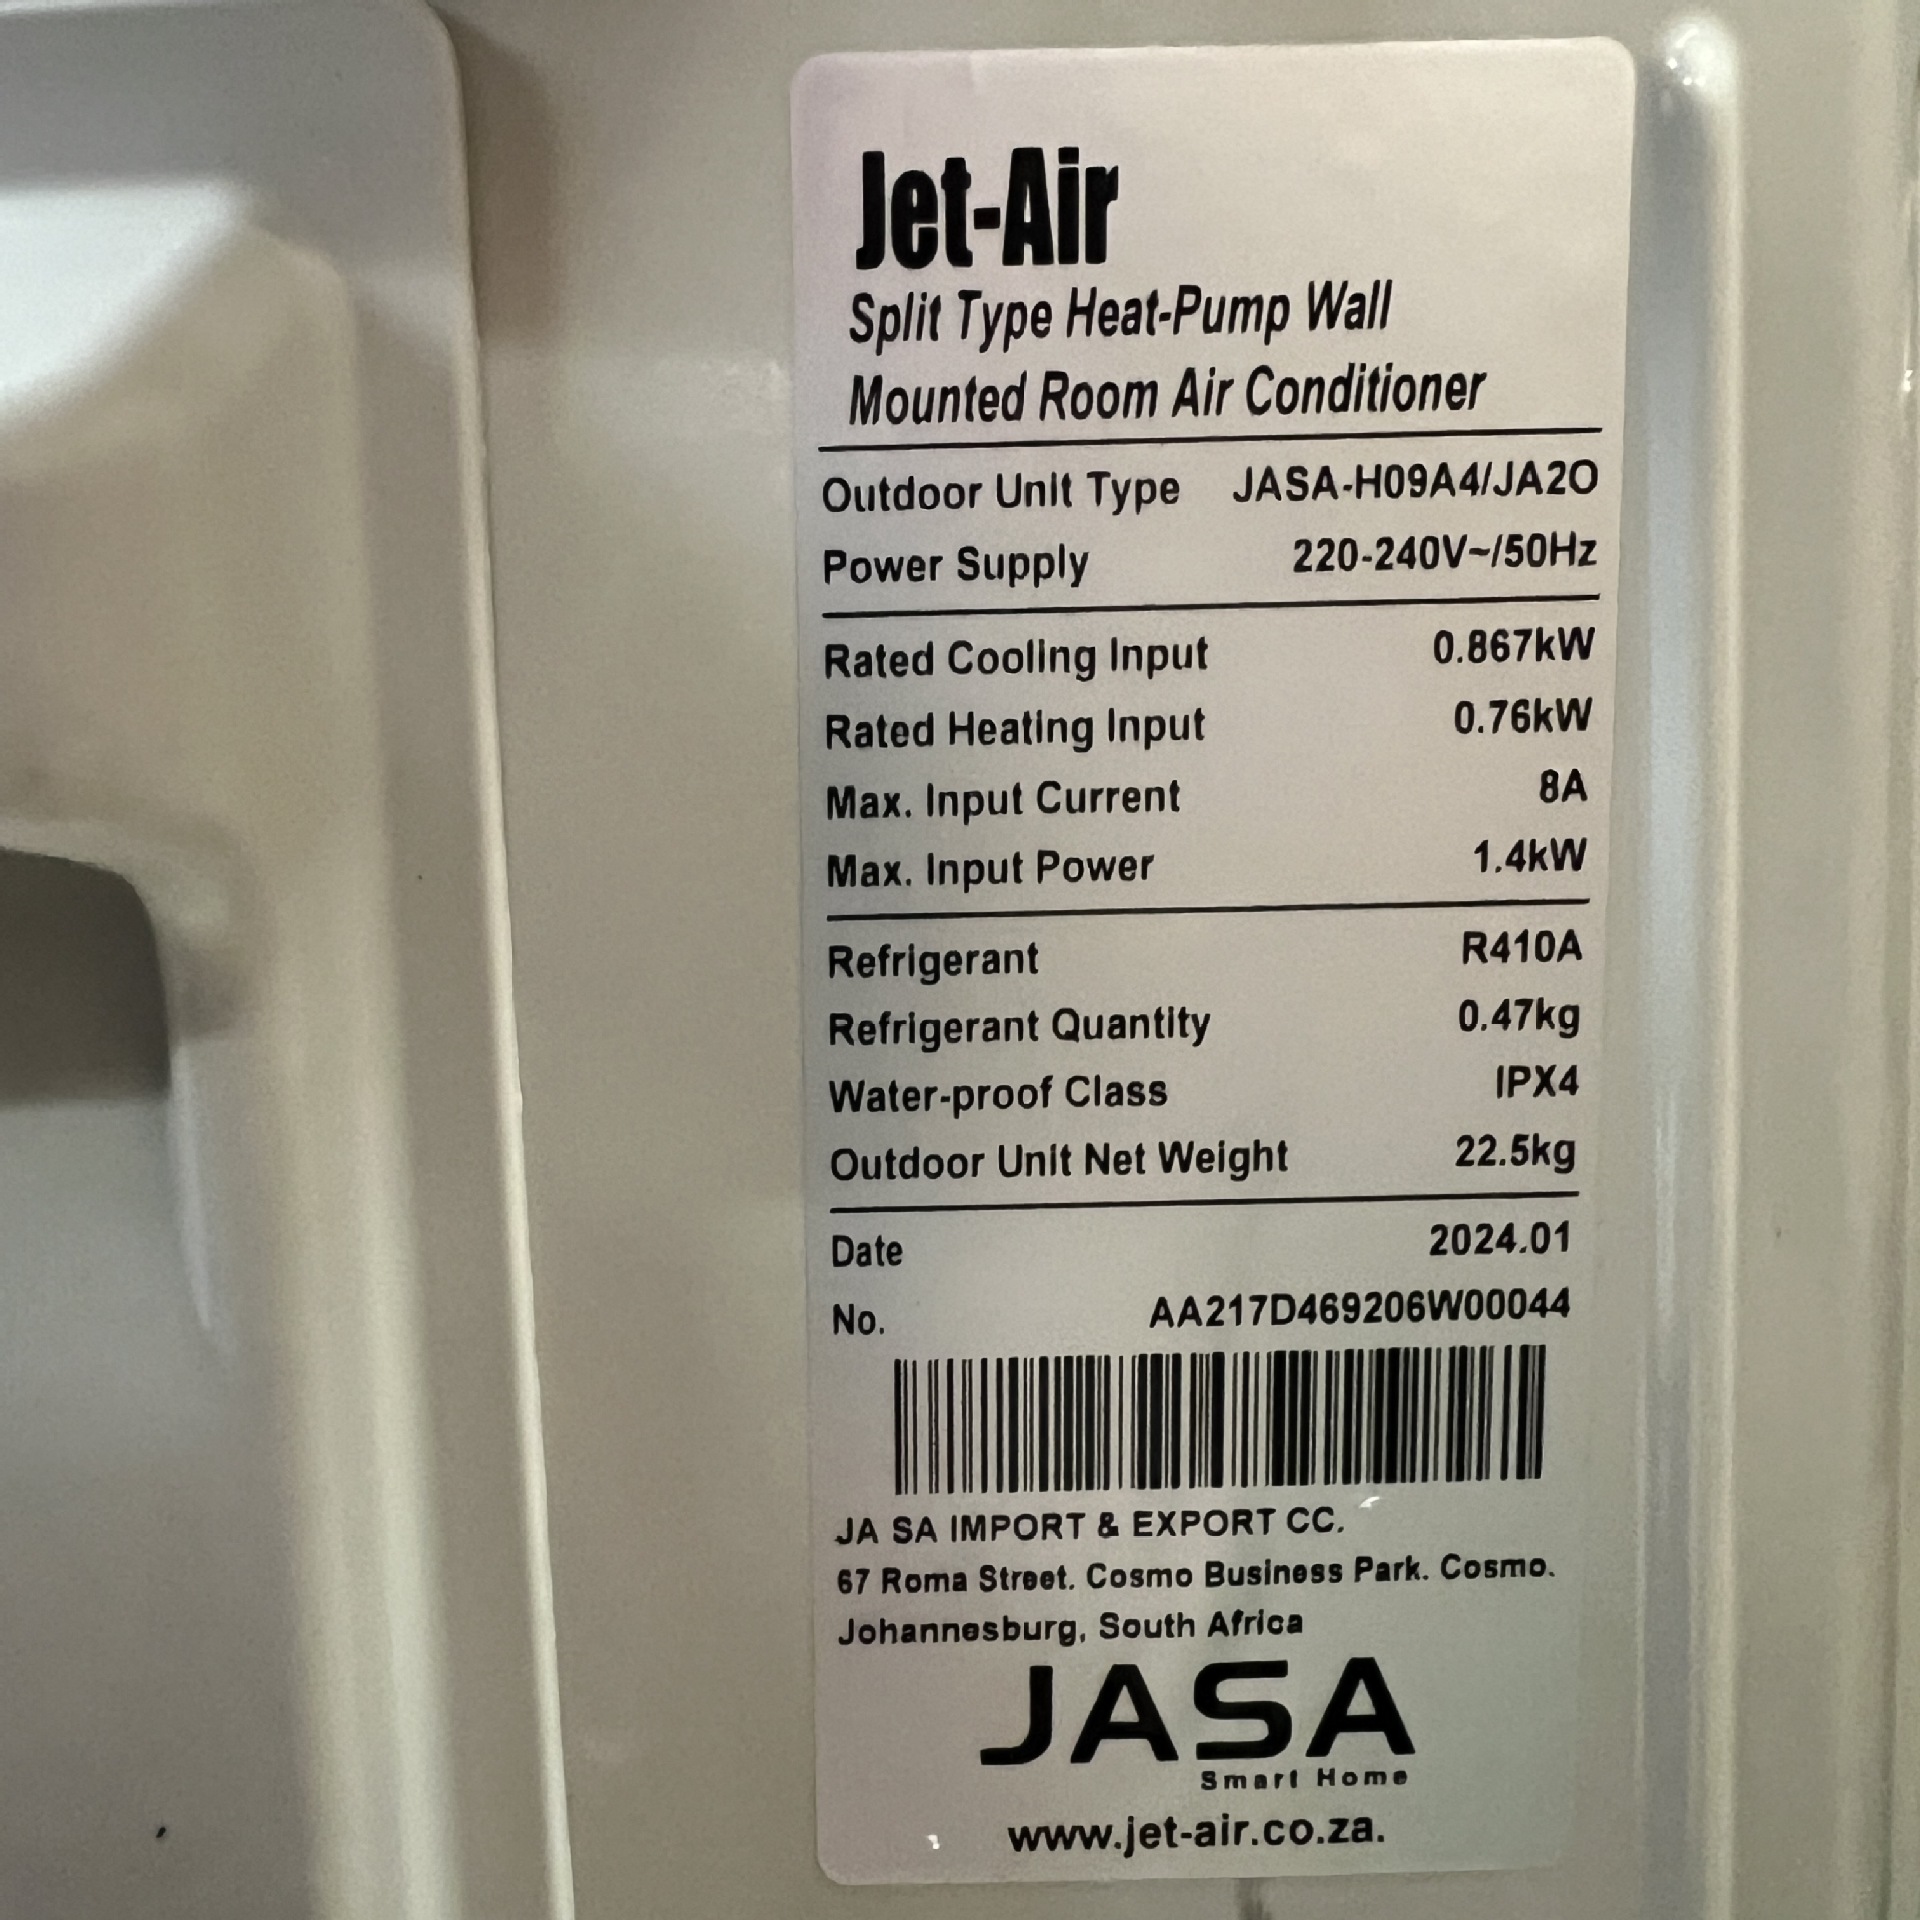 Jet-Air
Split Type Heat-Pump Wall
Mounted Room Air Conditioner
Outdoor Unit Type JASA-H09A4/JA2O
Power Supply 220-240V~/50Hz
Rated Cooling Input 0.867kW
Rated Heating Input 0.76kW
Max. Input Current 8A
Max. Input Power 1.4kW
Refrigerant R410A
Refrigerant Quantity 0.47kg
Water-proof Class IPX4
Outdoor Unit Net Weight 22.5kg
Date 2024.01
No. AA217D469206W00044
JA SA IMPORT & EXPORT CC.
67 Roma Street. Cosmo Business Park. Cosmo.
Johannesburg, South Africa
JASA
Smart Home
www.jet-air.co.za.